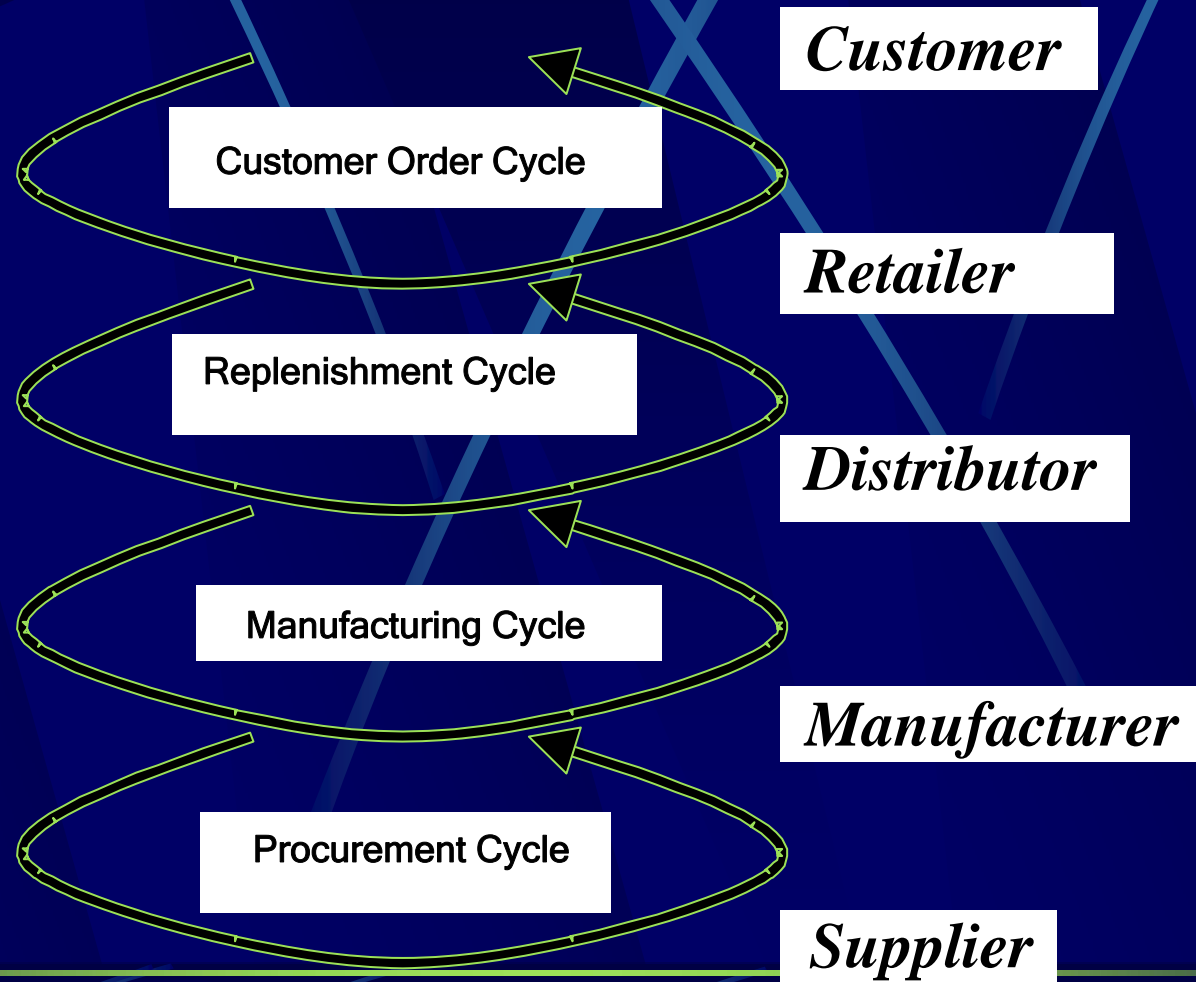 Customer
Customer Order Cycle
Retailer
Replenishment Cycle
Distributor
Manufacturing Cycle
Manufacturer
Procurement Cycle
Supplier